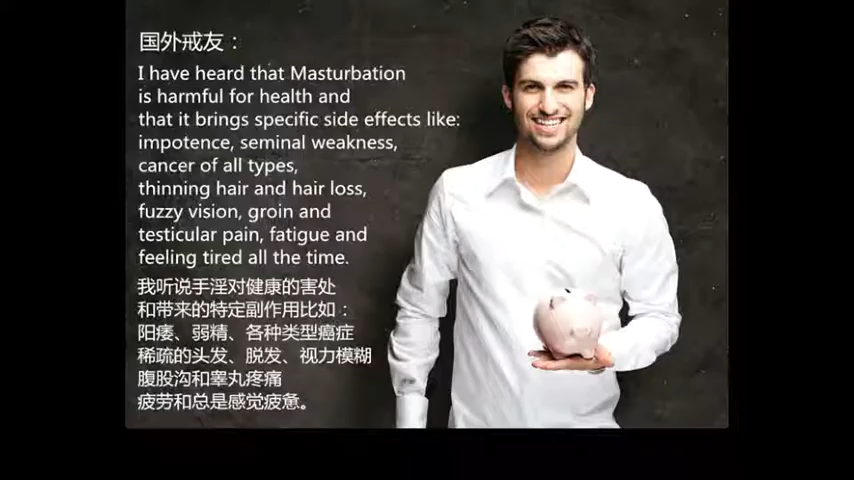 国外戒友：
I have heard that Masturbation
is harmful for health and
that it brings specific side effects like:
impotence, seminal weakness,
cancer of all types,
thinning hair and hair loss,
fuzzy vision, groin and
testicular pain, fatigue and
feeling tired all the time.
我听说手淫对健康的害处
和带来的特定副作用比如：
阳痿、弱精、各种类型癌症
稀疏的头发、脱发、视力模糊
腹股沟和睾丸疼痛
疲劳和总是感觉疲惫。